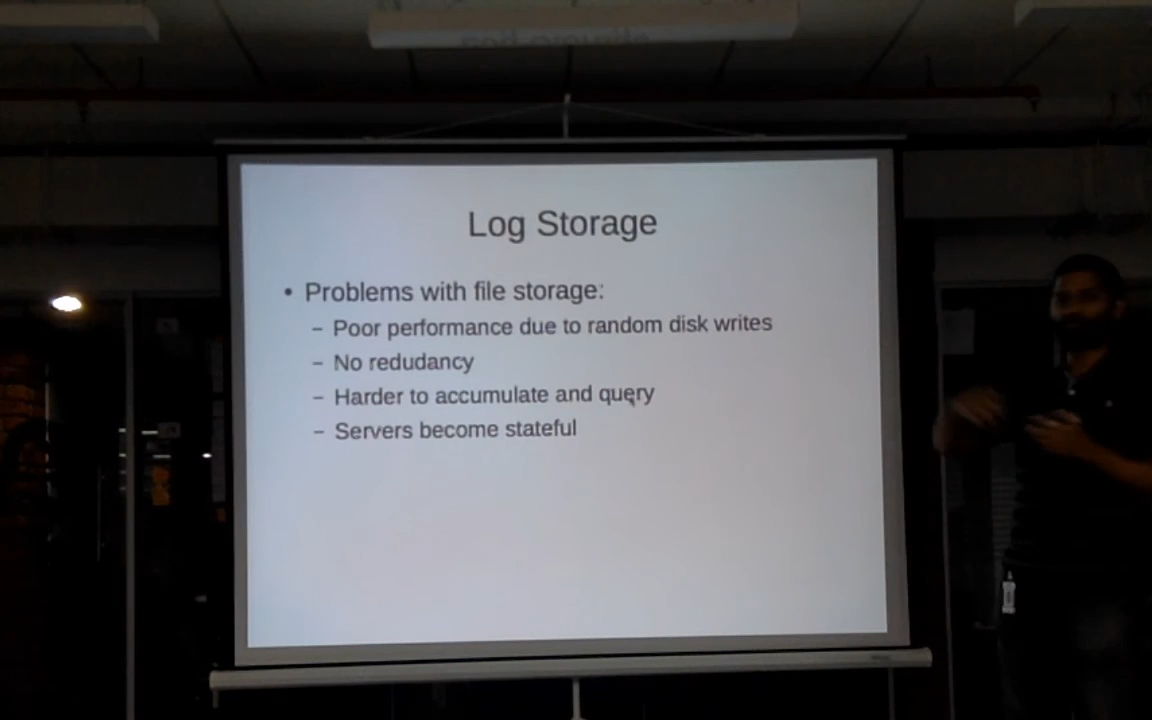 Log Storage
• Problems with file storage:
– Poor performance due to random disk writes
– No redudancy
– Harder to accumulate and query
– Servers become stateful